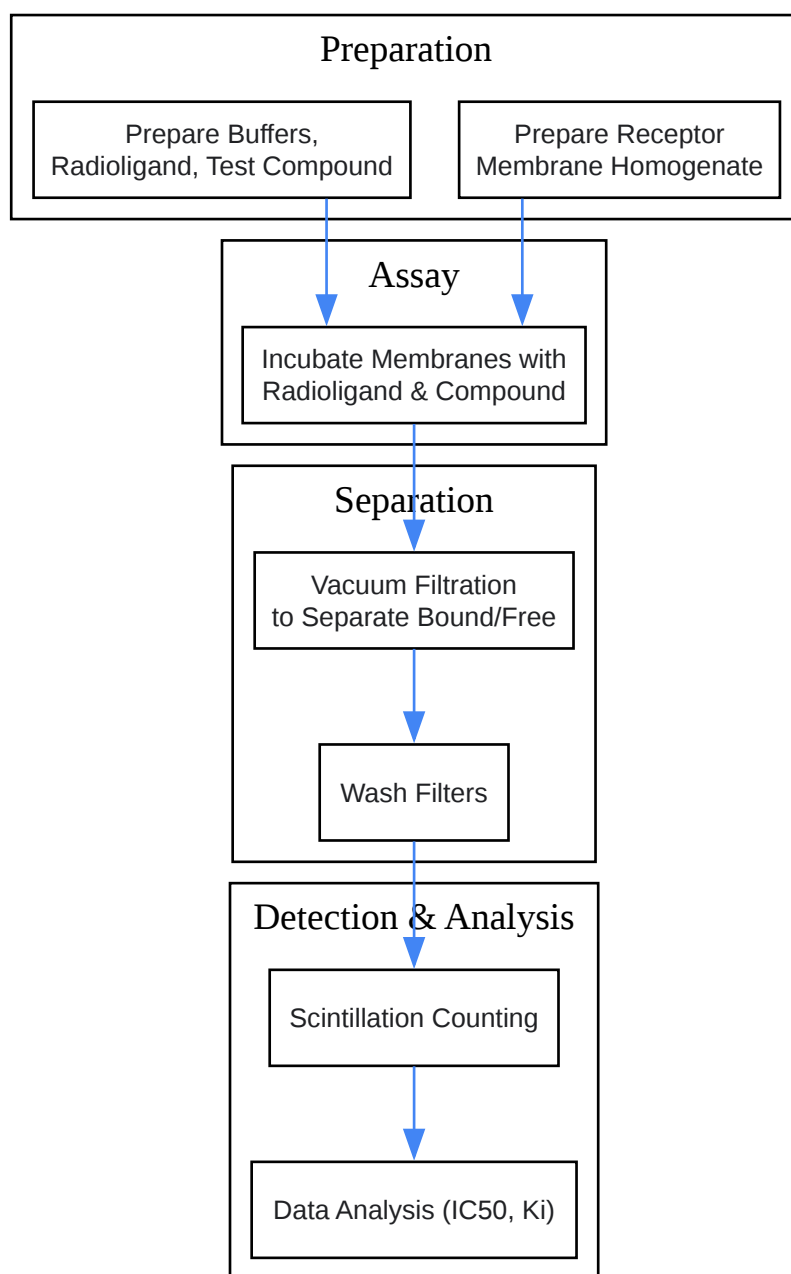 Preparation
Prepare Buffers,
Radioligand, Test Compound
Prepare Receptor
Membrane Homogenate
Assay
Incubate Membranes with
Radioligand & Compound
Separation
Vacuum Filtration
to Separate Bound/Free
Wash Filters
Detection & Analysis
Scintillation Counting
Data Analysis (IC50, Ki)